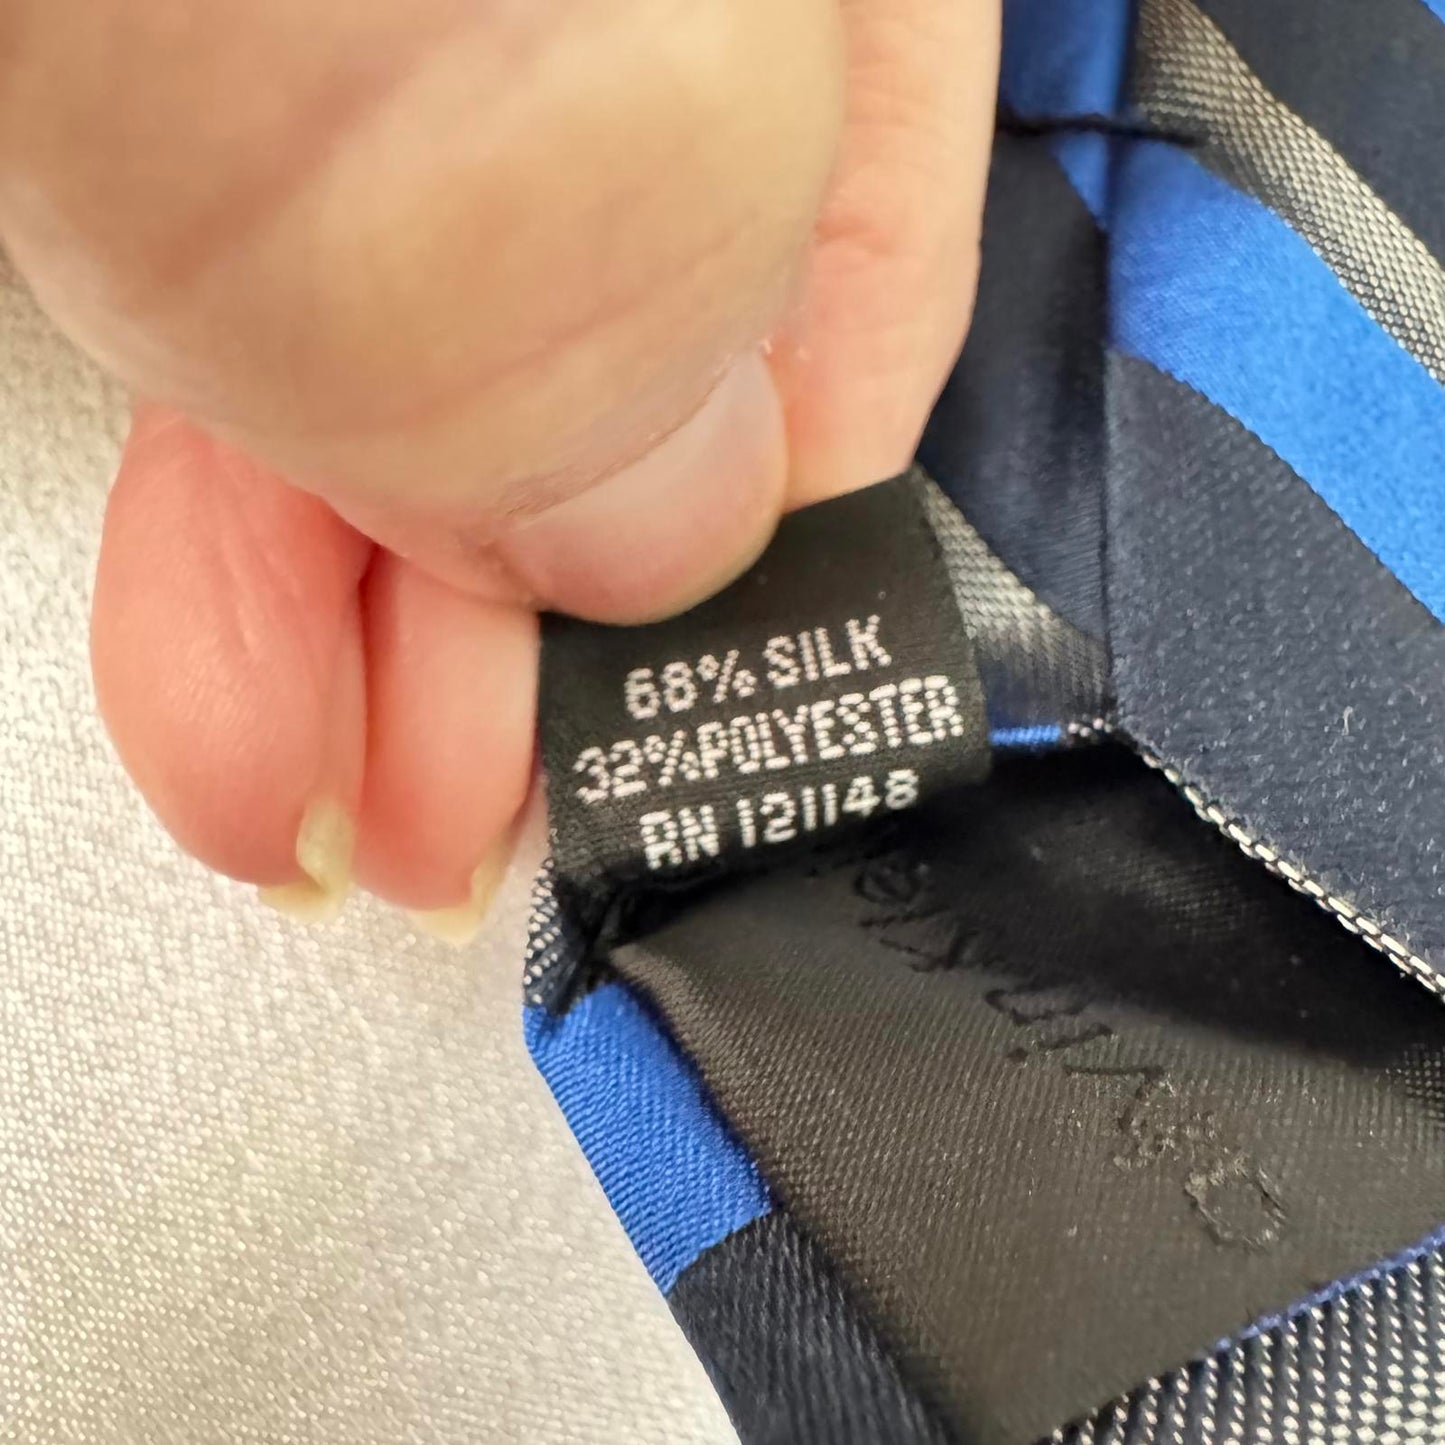 68% SILK
32% POLYESTER
RN 121148